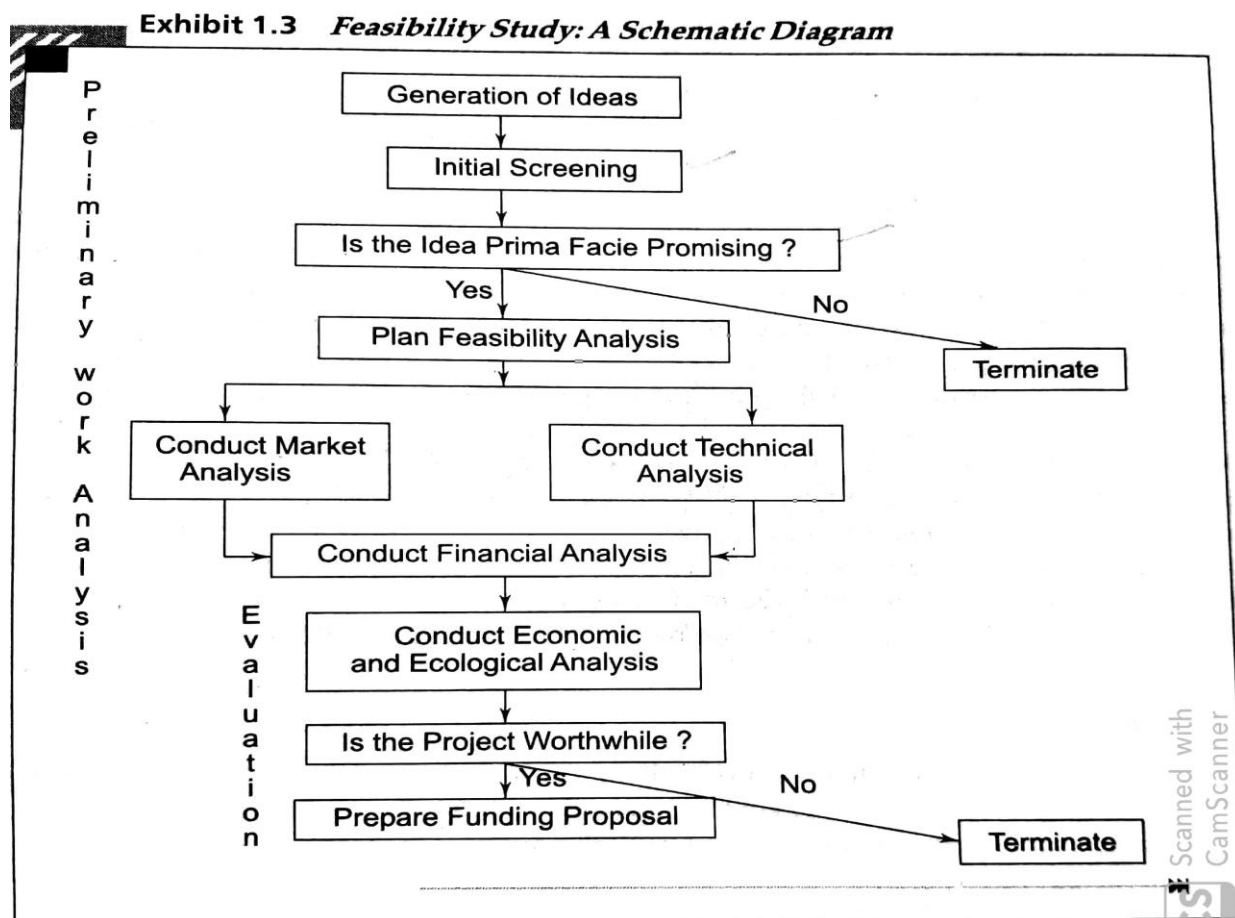 Exhibit 1.3 Feasibility Study: A Schematic Diagram
Preliminary work Analysis
Generation of Ideas
Initial Screening
Is the Idea Prima Facie Promising ?
Yes
No
Plan Feasibility Analysis
Terminate
Conduct Market
Analysis
Conduct Technical
Analysis
Conduct Financial Analysis
Evaluation
Conduct Economic
and Ecological Analysis
Is the Project Worthwhile ?
Yes
No
Prepare Funding Proposal
Terminate
Scanned with
CamScanner
CS